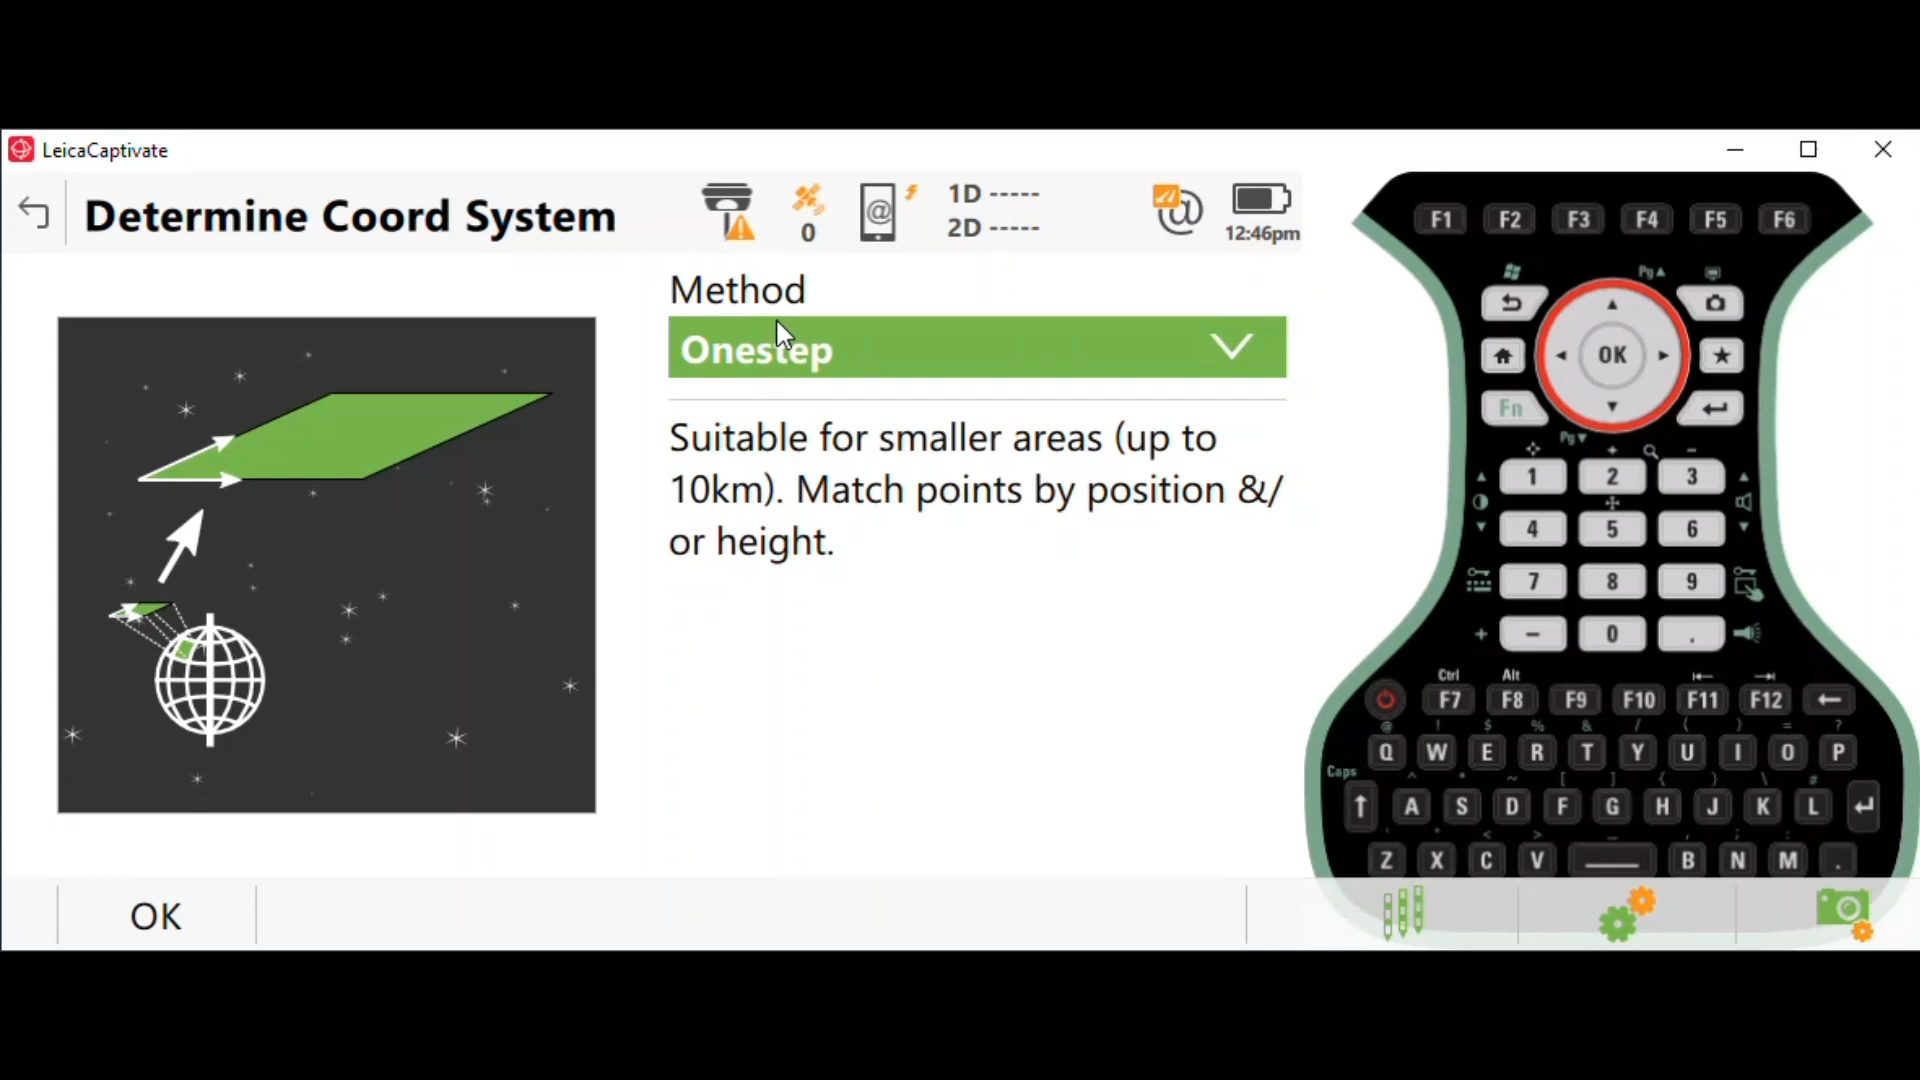 LeicaCaptivate
Determine Coord System
0
@
1D -----
2D -----
@
12:46pm
Method
Onestep
Suitable for smaller areas (up to
10km). Match points by position &/
or height.
OK
F1 F2 F3 F4 F5 F6
Pg
OK
Fn
Pg
+ −
1 2 3
4 5 6
7 8 9
+ − 0 .
Ctrl Alt
F7 F8 F9 F10 F11 F12
@ ! $ % & / ( ) = ?
Q W E R T Y U I O P
Caps ^ * ~ [ ] { } \ #
A S D F G H J K L
Z X C V B N M .